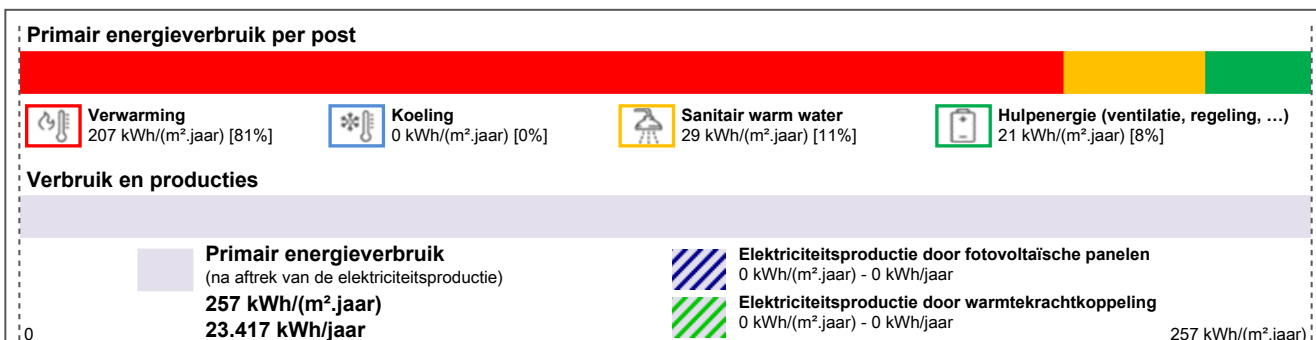 Primair energieverbruik per post
Verwarming
207 kWh/(m².jaar) [81%]
Koeling
0 kWh/(m².jaar) [0%]
Sanitair warm water
29 kWh/(m².jaar) [11%]
Hulpenergie (ventilatie, regeling, …)
21 kWh/(m².jaar) [8%]
Verbruik en producties
Primair energieverbruik
(na aftrek van de elektriciteitsproductie)
257 kWh/(m².jaar)
23.417 kWh/jaar
Elektriciteitsproductie door fotovoltaïsche panelen
0 kWh/(m².jaar) - 0 kWh/jaar
Elektriciteitsproductie door warmtekrachtkoppeling
0 kWh/(m².jaar) - 0 kWh/jaar
0
257 kWh/(m².jaar)